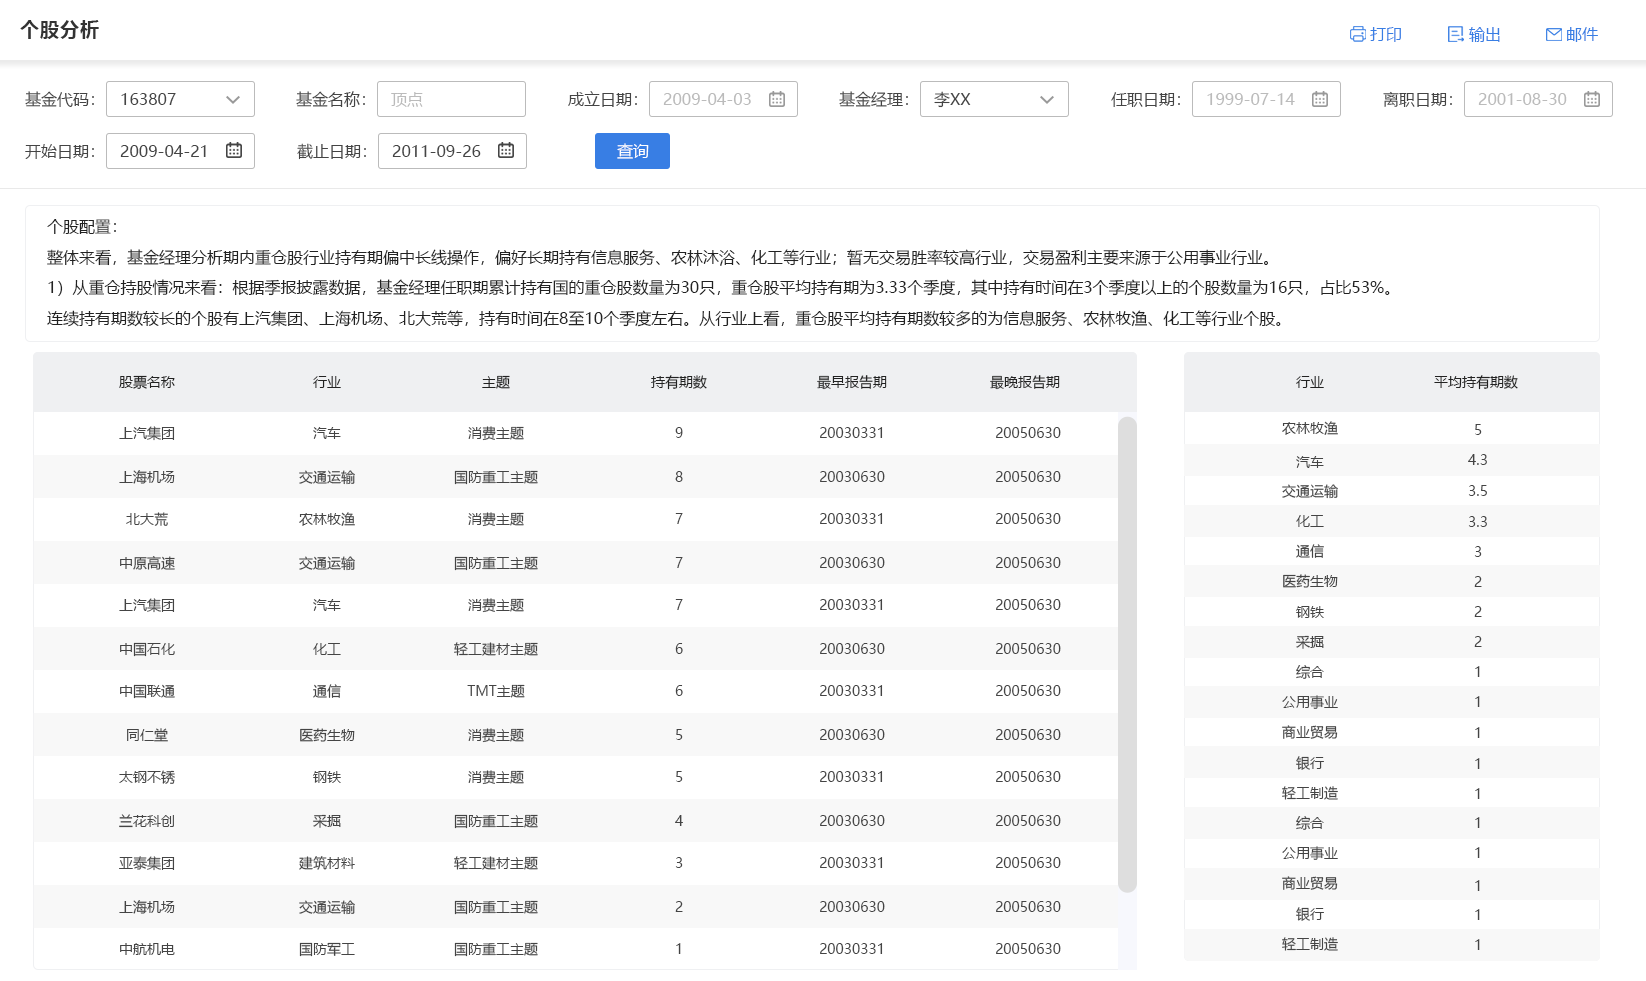 个股分析
打印 输出 邮件
基金代码： 163807 基金名称： 顶点 成立日期： 2009-04-03 基金经理： 李XX 任职日期： 1999-07-14 离职日期： 2001-08-30
开始日期： 2009-04-21 截止日期： 2011-09-26 查询
个股配置：
整体来看，基金经理分析期内重仓股行业持有期偏中长线操作，偏好长期持有信息服务、农林沐浴、化工等行业；暂无交易胜率较高行业，交易盈利主要来源于公用事业行业。
1）从重仓持股情况来看：根据季报披露数据，基金经理任职期累计持有国的重仓股数量为30只，重仓股平均持有期为3.33个季度，其中持有时间在3个季度以上的个股数量为16只，占比53%。
连续持有期数较长的个股有上汽集团、上海机场、北大荒等，持有时间在8至10个季度左右。从行业上看，重仓股平均持有期数较多的为信息服务、农林牧渔、化工等行业个股。
股票名称 行业 主题 持有期数 最早报告期 最晚报告期
上汽集团 汽车 消费主题 9 20030331 20050630
上海机场 交通运输 国防重工主题 8 20030630 20050630
北大荒 农林牧渔 消费主题 7 20030331 20050630
中原高速 交通运输 国防重工主题 7 20030630 20050630
上汽集团 汽车 消费主题 7 20030331 20050630
中国石化 化工 轻工建材主题 6 20030630 20050630
中国联通 通信 TMT主题 6 20030331 20050630
同仁堂 医药生物 消费主题 5 20030630 20050630
太钢不锈 钢铁 消费主题 5 20030331 20050630
兰花科创 采掘 国防重工主题 4 20030630 20050630
亚泰集团 建筑材料 轻工建材主题 3 20030331 20050630
上海机场 交通运输 国防重工主题 2 20030630 20050630
中航机电 国防军工 国防重工主题 1 20030331 20050630
行业 平均持有期数
农林牧渔 5
汽车 4.3
交通运输 3.5
化工 3.3
通信 3
医药生物 2
钢铁 2
采掘 2
综合 1
公用事业 1
商业贸易 1
银行 1
轻工制造 1
综合 1
公用事业 1
商业贸易 1
银行 1
轻工制造 1